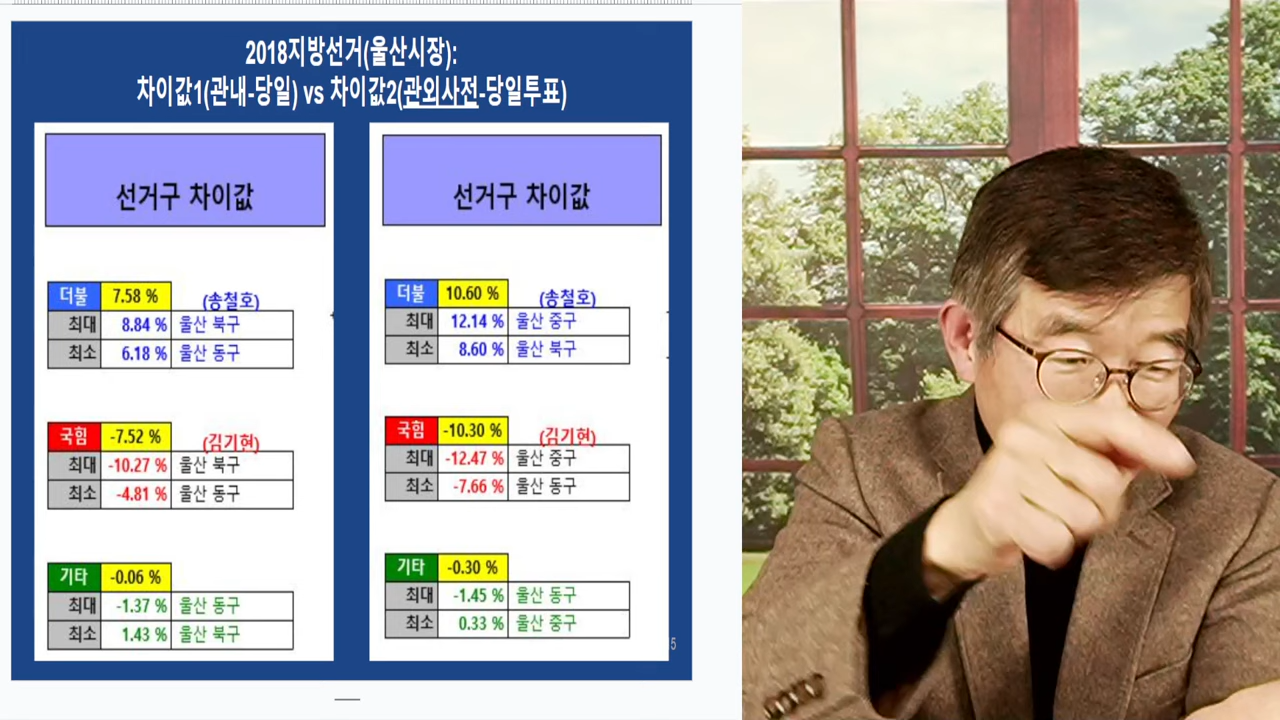 2018지방선거(울산시장):
차이값1(관내-당일) vs 차이값2(관외사전-당일투표)
선거구 차이값
더불 7.58 % (송철호)
최대 8.84 % 울산 북구
최소 6.18 % 울산 동구
국힘 -7.52 % (김기현)
최대 -10.27 % 울산 북구
최소 -4.81 % 울산 동구
기타 -0.06 %
최대 -1.37 % 울산 동구
최소 1.43 % 울산 북구
선거구 차이값
더불 10.60 % (송철호)
최대 12.14 % 울산 중구
최소 8.60 % 울산 북구
국힘 -10.30 % (김기현)
최대 -12.47 % 울산 중구
최소 -7.66 % 울산 동구
기타 -0.30 %
최대 -1.45 % 울산 동구
최소 0.33 % 울산 중구